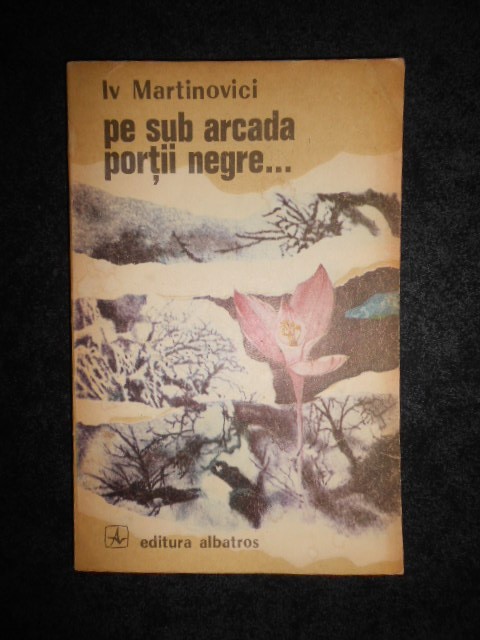 Iv Martinovici
pe sub arcada
porții negre...
editura albatros